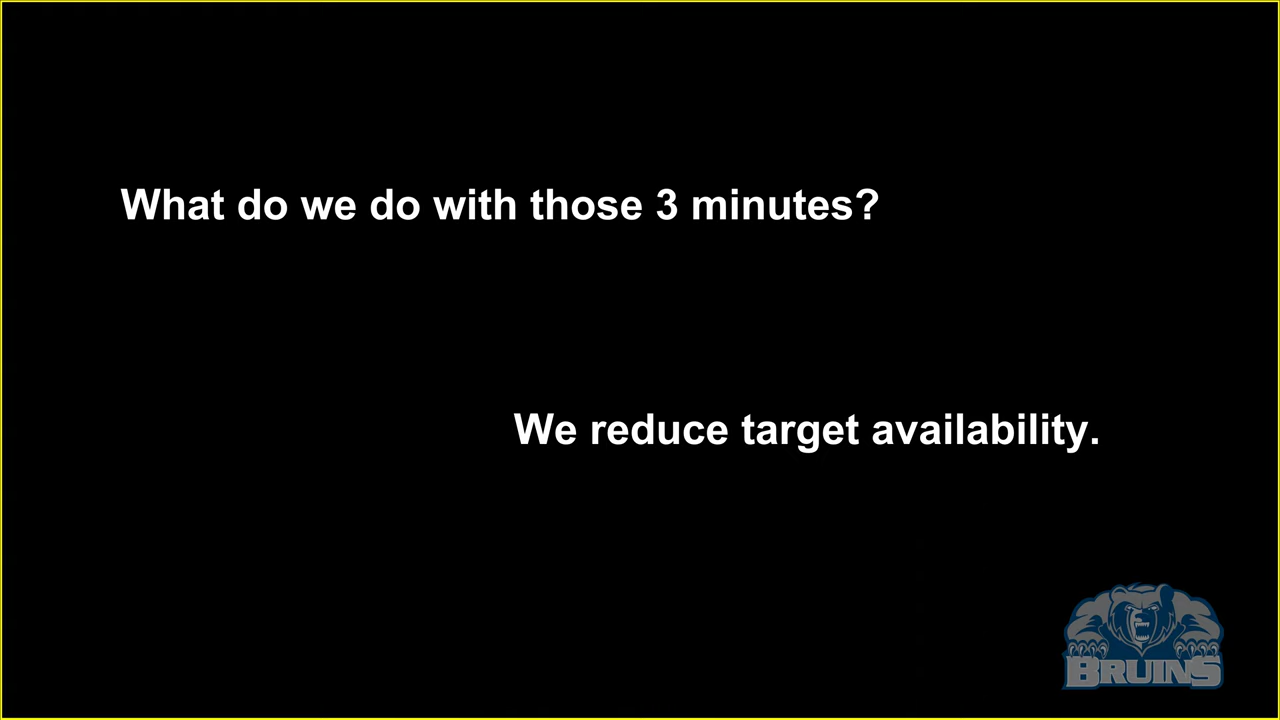 What do we do with those 3 minutes?
We reduce target availability.
BRUINS